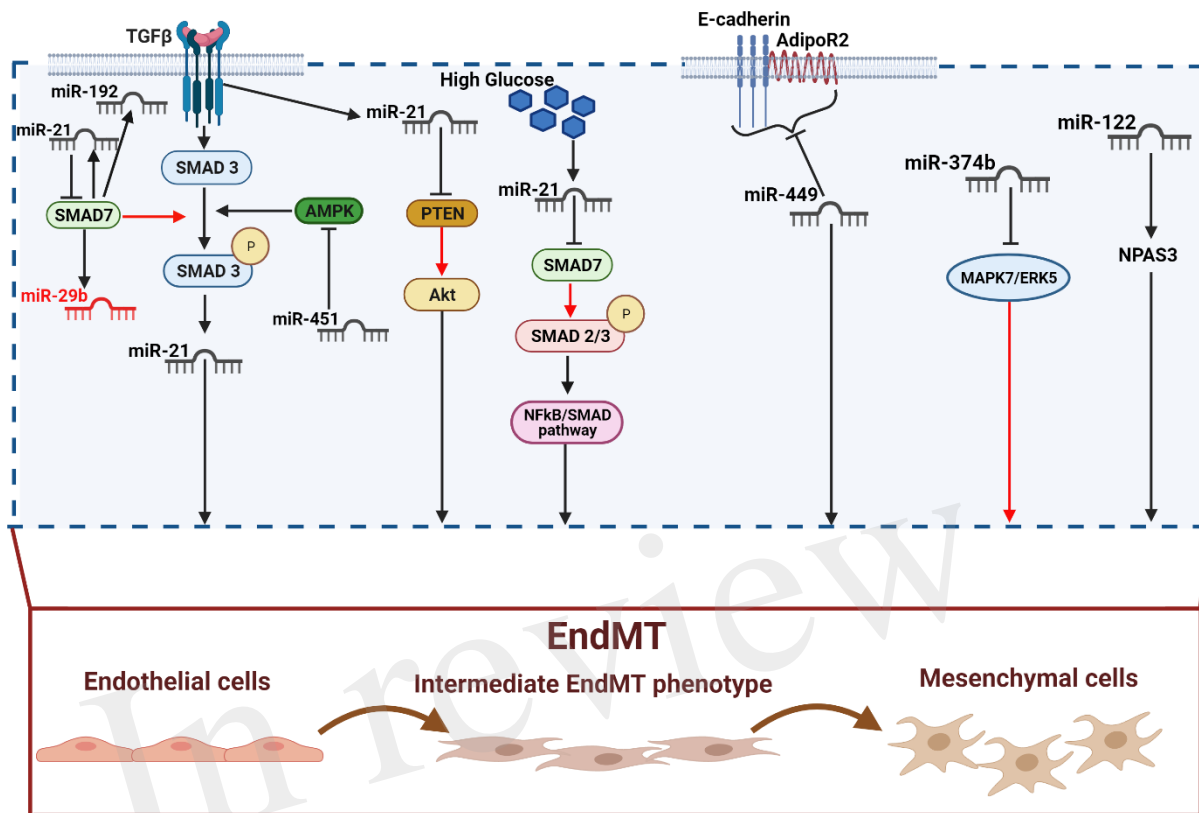 TGFβ
miR-192
miR-21
SMAD7
miR-29b
SMAD 3
SMAD 3
P
miR-21
AMPK
miR-451
miR-21
PTEN
Akt
High Glucose
miR-21
SMAD7
SMAD 2/3
P
NFkB/SMAD
pathway
E-cadherin
AdipoR2
miR-449
miR-374b
MAPK7/ERK5
miR-122
NPAS3
EndMT
Endothelial cells
Intermediate EndMT phenotype
Mesenchymal cells
In review